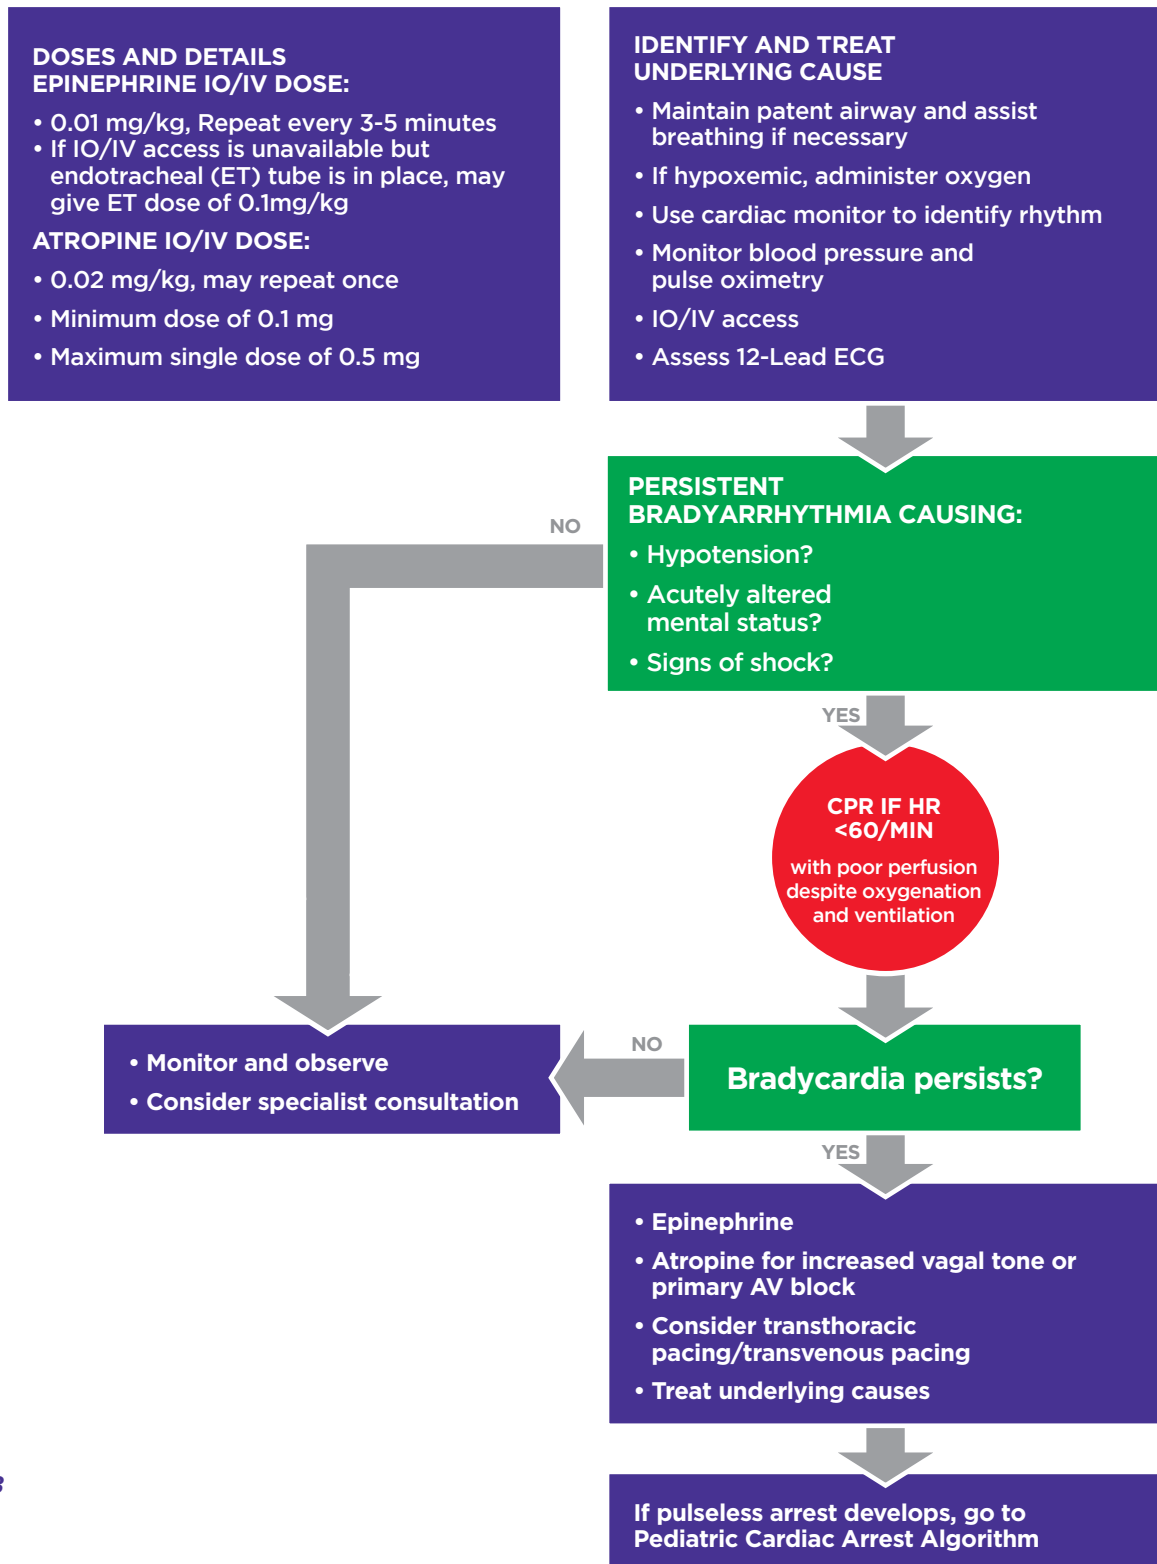 DOSES AND DETAILS
EPINEPHRINE IO/IV DOSE:
• 0.01 mg/kg, Repeat every 3-5 minutes
• If IO/IV access is unavailable but
endotracheal (ET) tube is in place, may
give ET dose of 0.1mg/kg
ATROPINE IO/IV DOSE:
• 0.02 mg/kg, may repeat once
• Minimum dose of 0.1 mg
• Maximum single dose of 0.5 mg
IDENTIFY AND TREAT
UNDERLYING CAUSE
• Maintain patent airway and assist
breathing if necessary
• If hypoxemic, administer oxygen
• Use cardiac monitor to identify rhythm
• Monitor blood pressure and
pulse oximetry
• IO/IV access
• Assess 12-Lead ECG
PERSISTENT
BRADYARRHYTHMIA CAUSING:
• Hypotension?
• Acutely altered
mental status?
• Signs of shock?
NO
YES
CPR IF HR
<60/MIN
with poor perfusion
despite oxygenation
and ventilation
Bradycardia persists?
NO
• Monitor and observe
• Consider specialist consultation
YES
• Epinephrine
• Atropine for increased vagal tone or
primary AV block
• Consider transthoracic
pacing/transvenous pacing
• Treat underlying causes
If pulseless arrest develops, go to
Pediatric Cardiac Arrest Algorithm